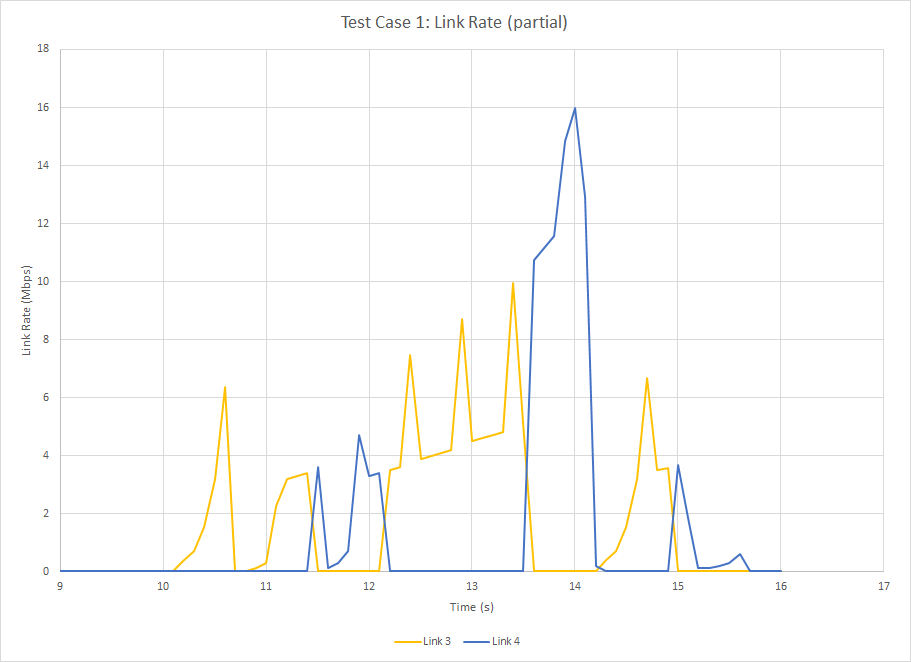 Test Case 1: Link Rate (partial)
18
16
14
12
10
8
6
4
2
0
Link Rate (Mbps)
9 10 11 12 13 14 15 16 17
Time (s)
Link 3 Link 4